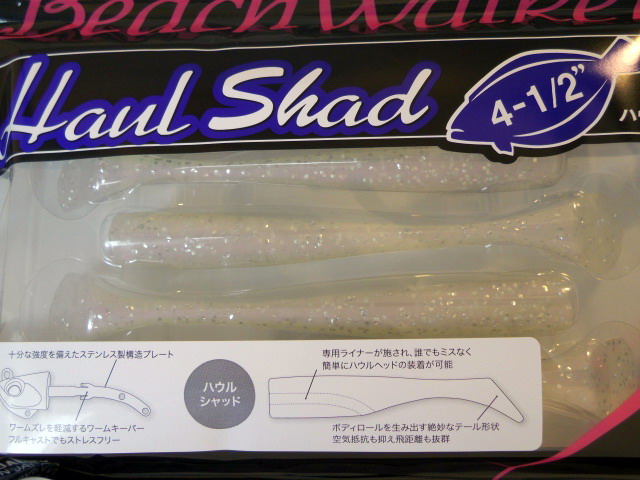 Beach Walker
Haul Shad
4-1/2"
十分な強度を備えたステンレス製構造プレート
ワームズレを軽減するワームキーパー
フルキャストでもストレスフリー
ハウル
シャッド
専用ライナーが施され、誰でもミスなく
簡単にハウルヘッドの装着が可能
ボディロールを生み出す絶妙なテール形状
空気抵抗も抑え飛距離も抜群